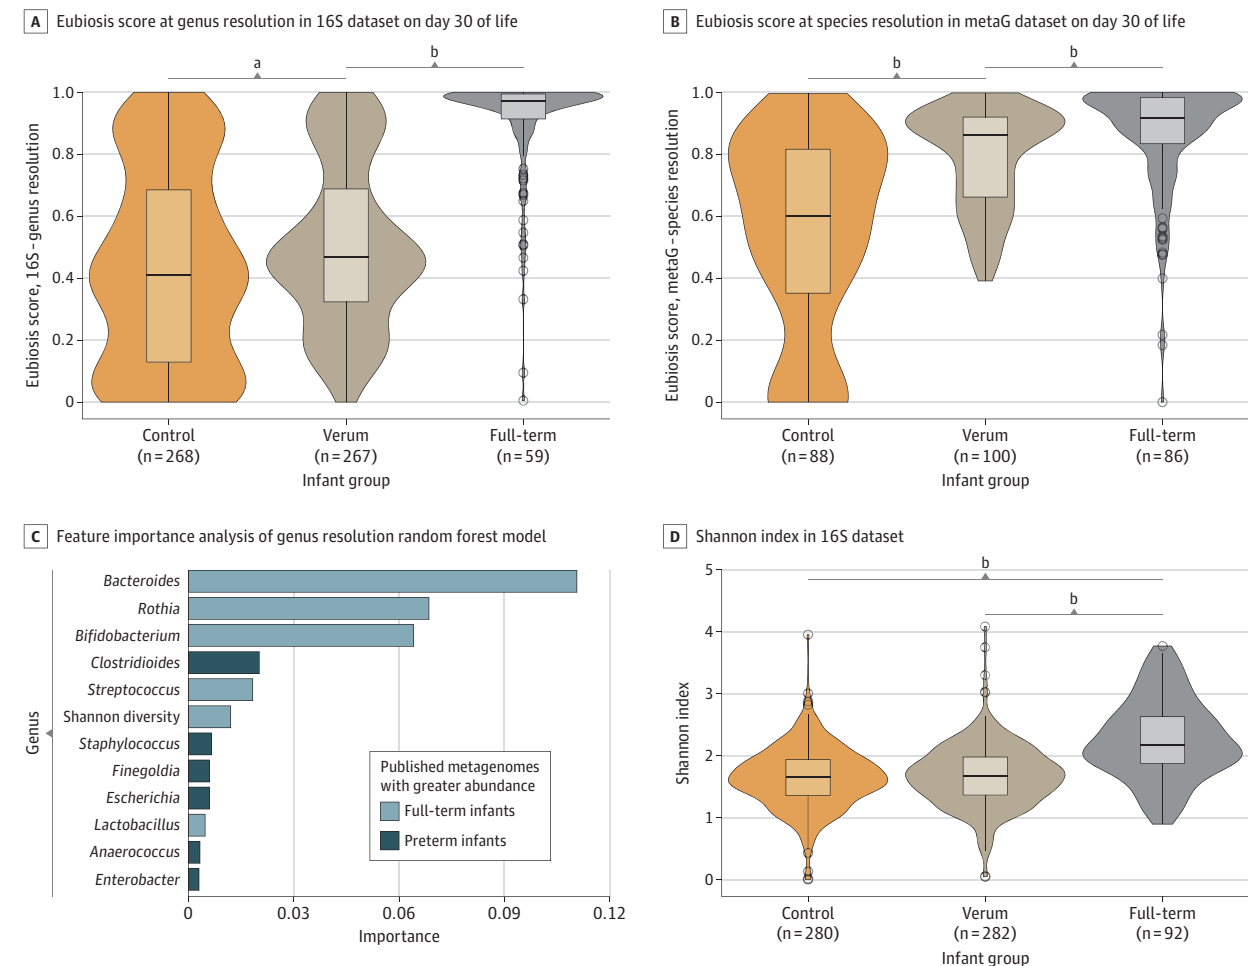 A Eubiosis score at genus resolution in 16S dataset on day 30 of life
b
a
1.0
0.8
0.6
0.4
0.2
0
Eubiosis score, 16S - genus resolution
Control
(n=268)
Verum
(n=267)
Full-term
(n=59)
Infant group
B Eubiosis score at species resolution in metaG dataset on day 30 of life
b
b
1.0
0.8
0.6
0.4
0.2
0
Eubiosis score, metaG - species resolution
Control
(n=88)
Verum
(n=100)
Full-term
(n=86)
Infant group
C Feature importance analysis of genus resolution random forest model
Genus
Bacteroides
Rothia
Bifidobacterium
Clostridioides
Streptococcus
Shannon diversity
Staphylococcus
Finegoldia
Escherichia
Lactobacillus
Anaerococcus
Enterobacter
Published metagenomes
with greater abundance
Full-term infants
Preterm infants
0 0.03 0.06 0.09 0.12
Importance
D Shannon index in 16S dataset
b
b
5
4
3
2
1
0
Shannon index
Control
(n=280)
Verum
(n=282)
Full-term
(n=92)
Infant group